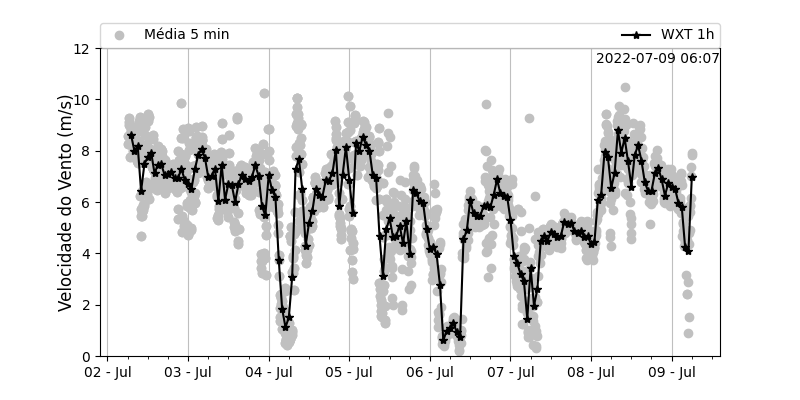 Média 5 min
WXT 1h
2022-07-09 06:07
Velocidade do Vento (m/s)
12
10
8
6
4
2
0
02 - Jul
03 - Jul
04 - Jul
05 - Jul
06 - Jul
07 - Jul
08 - Jul
09 - Jul